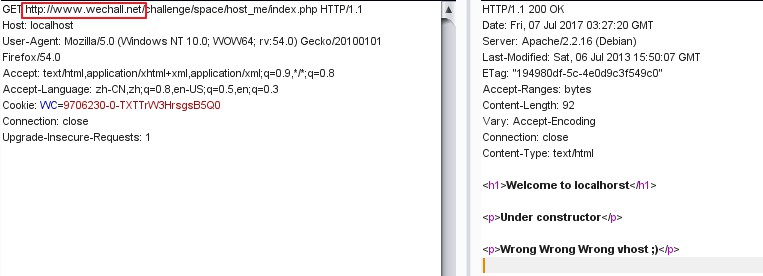 GET http://www.wechall.net/challenge/space/host_me/index.php HTTP/1.1
Host: localhost
User-Agent: Mozilla/5.0 (Windows NT 10.0; WOW64; rv:54.0) Gecko/20100101
Firefox/54.0
Accept: text/html,application/xhtml+xml,application/xml;q=0.9,*/*;q=0.8
Accept-Language: zh-CN,zh;q=0.8,en-US;q=0.5,en;q=0.3
Cookie: WC=9706230-0-TXTTrW3HrsgsB5Q0
Connection: close
Upgrade-Insecure-Requests: 1
HTTP/1.1 200 OK
Date: Fri, 07 Jul 2017 03:27:20 GMT
Server: Apache/2.2.16 (Debian)
Last-Modified: Sat, 06 Jul 2013 15:50:07 GMT
ETag: "194980df-5c-4e0d9c3f549c0"
Accept-Ranges: bytes
Content-Length: 92
Vary: Accept-Encoding
Connection: close
Content-Type: text/html
<h1>Welcome to localhorst</h1>
<p>Under constructor</p>
<p>Wrong Wrong Wrong vhost ;)</p>